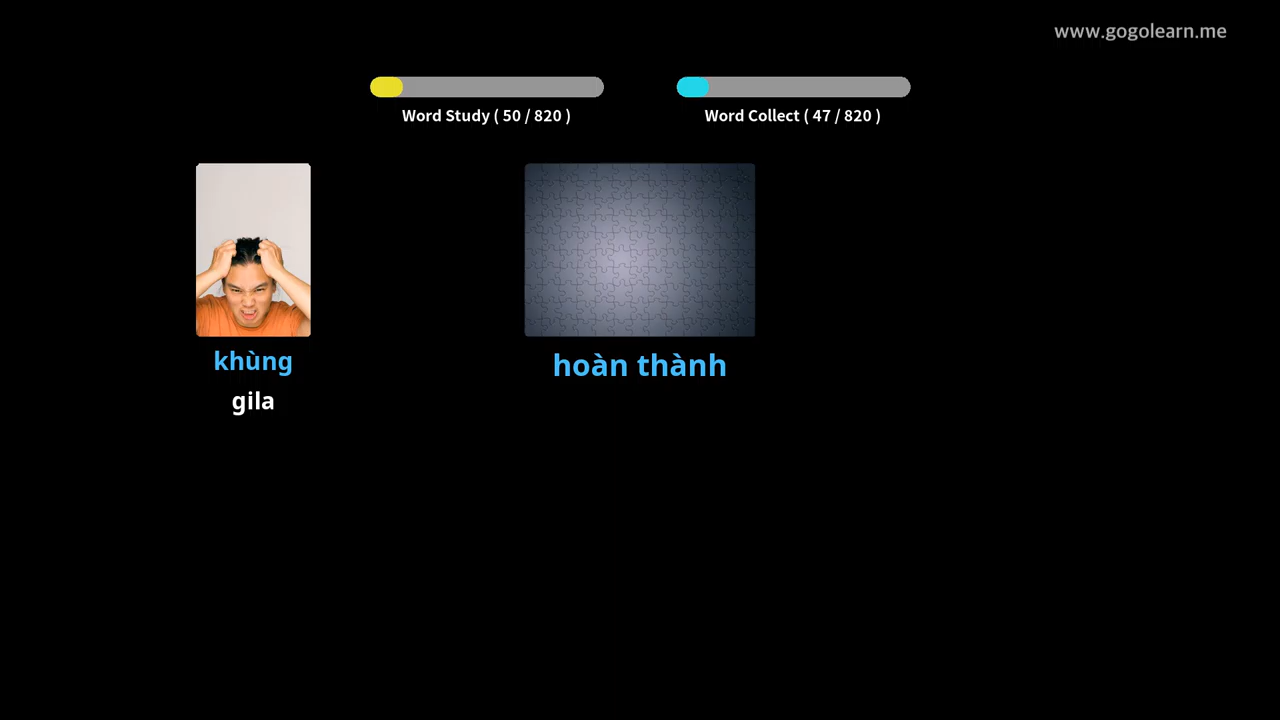 www.gogolearn.me
Word Study ( 50 / 820 )
Word Collect ( 47 / 820 )
khùng
gila
hoàn thành